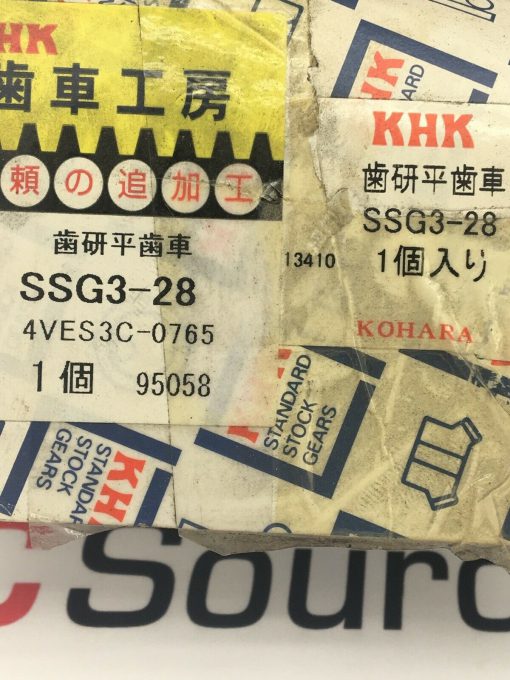 KHK
歯車工房
頼の追加工
歯研平歯車
SSG3-28
4VES3C-0765
1個 95058
KHK
歯研平歯車
SSG3-28
13410 1個入り
KOHARA
KHK
STANDARD
STOCK
GEARS
KHK
STANDARD
STOCK
GEARS
ARD
Sourc